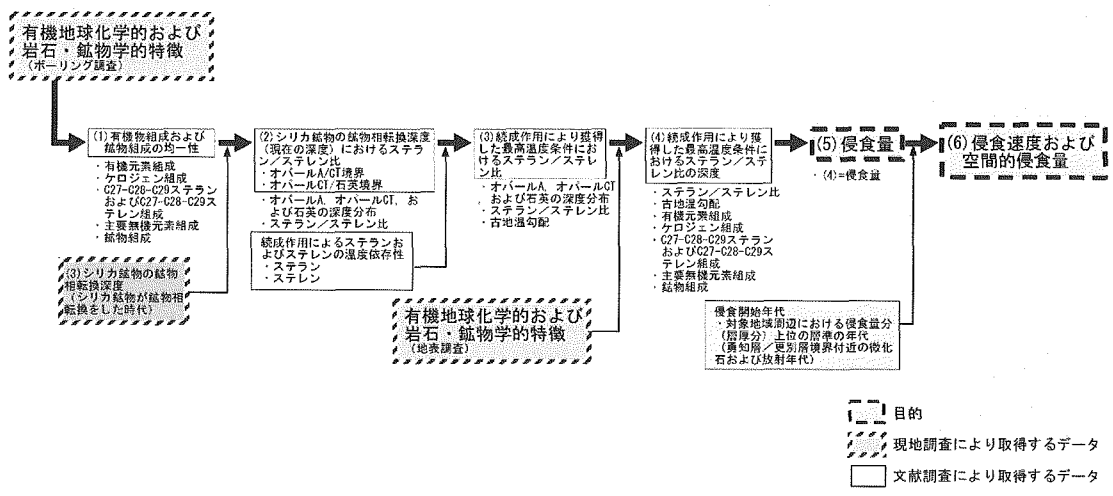 有機地球化学的および
岩石・鉱物学的特徴
(ボーリング調査)
(1)有機物組成および
鉱物組成の均一性
・有機元素組成
・ケロジェン組成
・C27-C28-C29ステラン
およびC27-C28-C29ス
テレン組成
・主要無機元素組成
・鉱物組成
(3)シリカ鉱物の鉱物
相転換深度
(シリカ鉱物が鉱物相
転換をした時代)
(2)シリカ鉱物の鉱物相転換深度
(現在の深度)におけるステラ
ン/ステレン比
・オパールA/CT境界
・オパールCT/石英境界
・オパールA、オパールCT、お
よび石英の深度分布
・ステラン/ステレン比
続成作用によるステランお
よびステレンの温度依存性
・ステラン
・ステレン
(3)続成作用により獲得
した最高温度条件にお
けるステラン/ステレ
ン比
・オパールA、オパールCT
および石英の深度分布
・ステラン/ステレン比
・古地温勾配
有機地球化学的および
岩石・鉱物学的特徴
(地表調査)
(4)続成作用により獲
得した最高温度条件に
おけるステラン/ステ
レン比の深度
・ステラン/ステレン比
・古地温勾配
・有機元素組成
・ケロジェン組成
・C27-C28-C29ステラン
およびC27-C28-C29ス
テレン組成
・主要無機元素組成
・鉱物組成
(5)侵食量
・(4)=侵食量
侵食開始年代
・対象地域周辺における侵食量分
(層厚分)上位の層準の年代
(勇知層/更別層境界付近の微化
石および放射年代)
(6)侵食速度および
空間的侵食量
目的
現地調査により取得するデータ
文献調査により取得するデータ